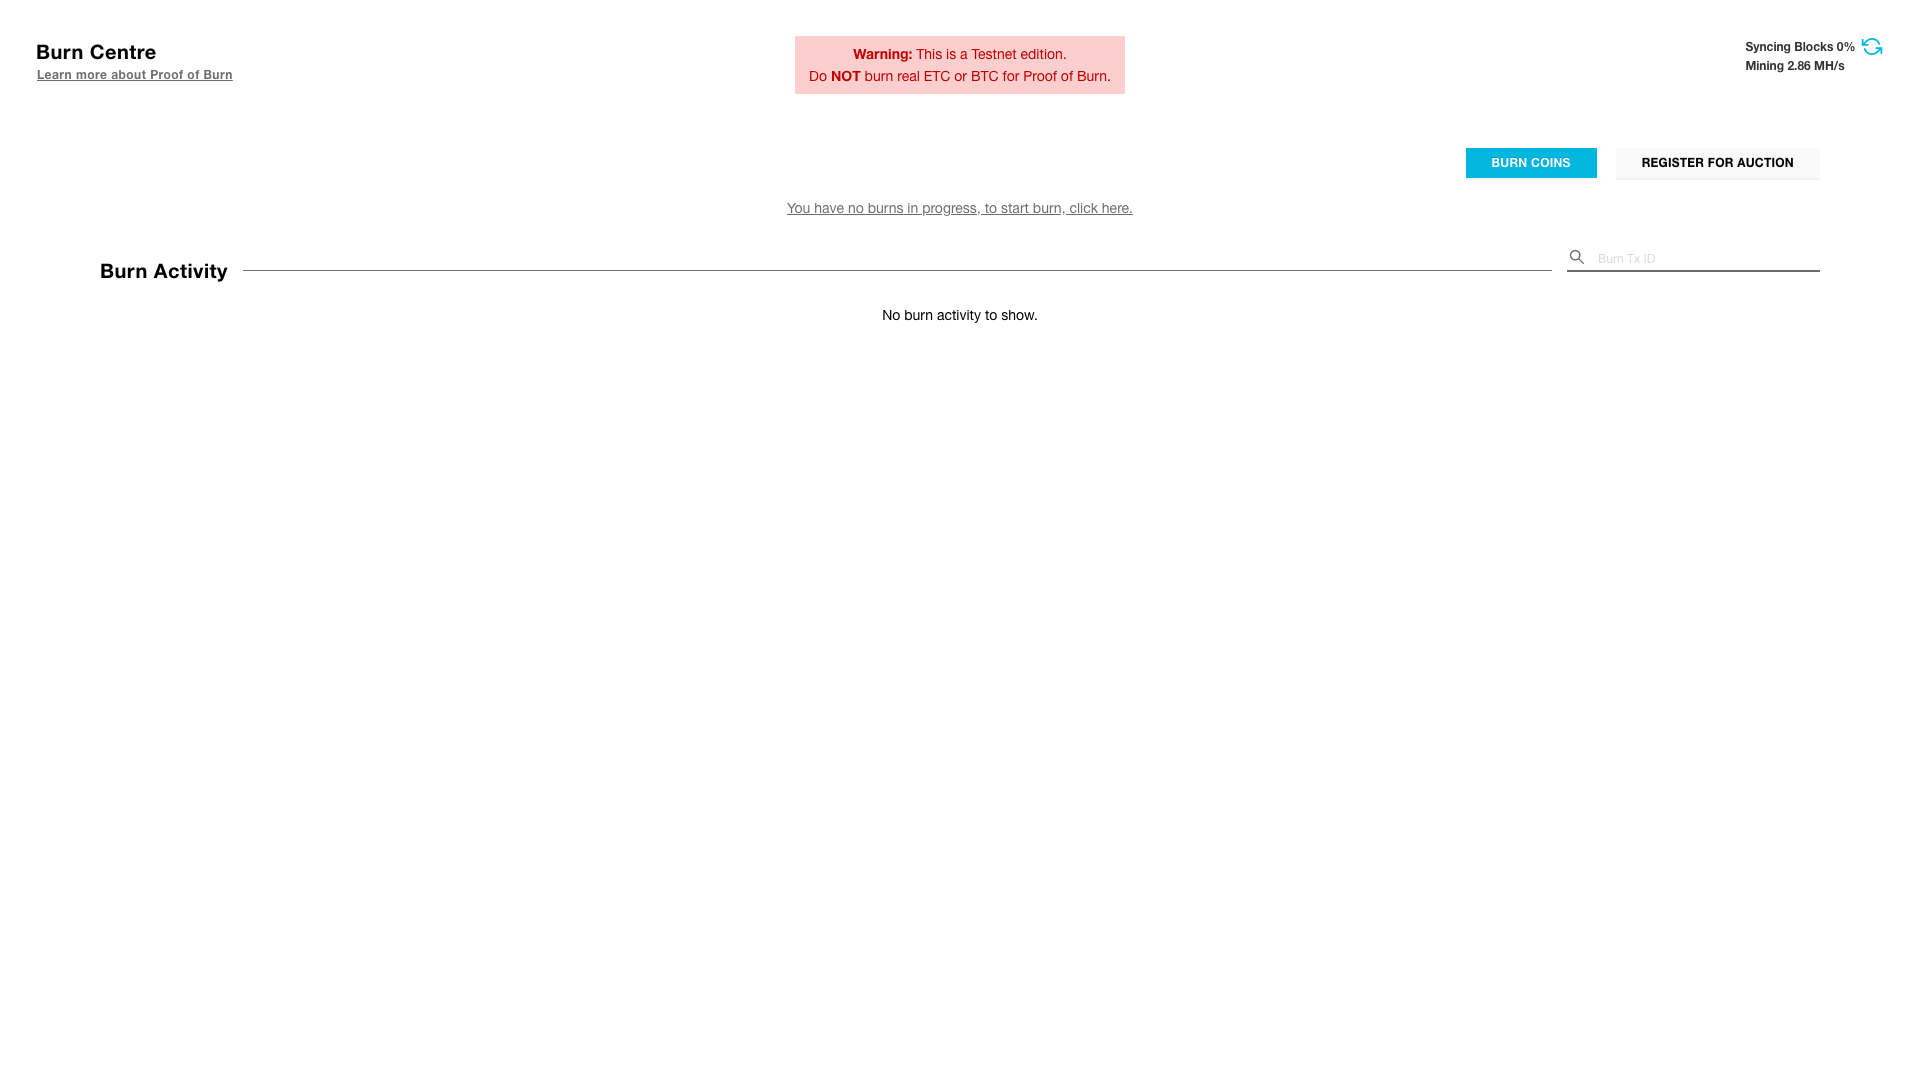 Burn Centre
Learn more about Proof of Burn
Warning: This is a Testnet edition.
Do NOT burn real ETC or BTC for Proof of Burn.
Syncing Blocks 0%
Mining 2.86 MH/s
BURN COINS
REGISTER FOR AUCTION
You have no burns in progress, to start burn, click here.
Burn Activity
Burn Tx ID
No burn activity to show.